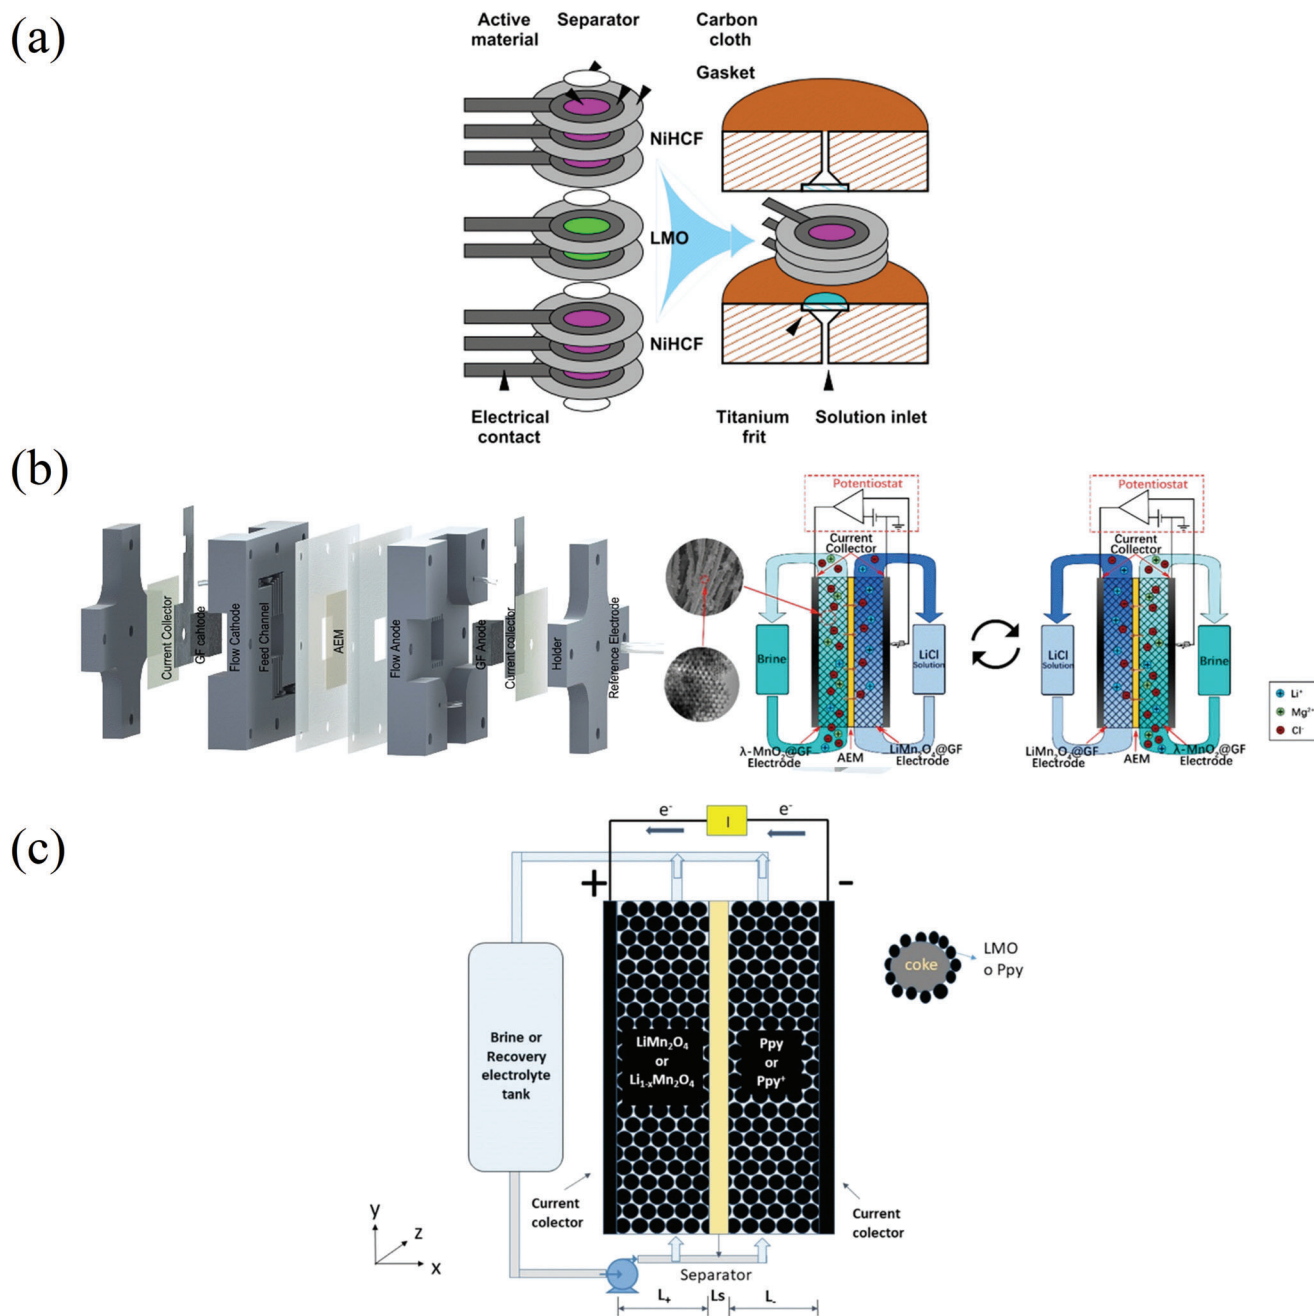 (a)
Active
material
Separator
Carbon
cloth
Gasket
NiHCF
LMO
NiHCF
Electrical
contact
Titanium
frit
Solution inlet
(b)
Current Collector
GF cahtode
Flow Cathode
Feed Channel
AEM
Flow Anode
GF Anode
Current collector
Holder
Reference Electrode
Potentiostat
Current
Collector
Brine
LiCl
Solution
λ-MnO₂@GF
Electrode
AEM
LiMn₂O₄@GF
Electrode
Potentiostat
Current
Collector
LiCl
Solution
Brine
LiMn₂O₄@GF
Electrode
AEM
λ-MnO₂@GF
Electrode
Li⁺
Mg²⁺
Cl⁻
(c)
e⁻
I
e⁻
+
-
Brine or
Recovery
electrolyte
tank
LiMn₂O₄
or
Li₁₋ₓMn₂O₄
Ppy
or
Ppy⁺
coke
LMO
o Ppy
Current
colector
Current
colector
y
z
x
Separator
L₊
Ls
L₋